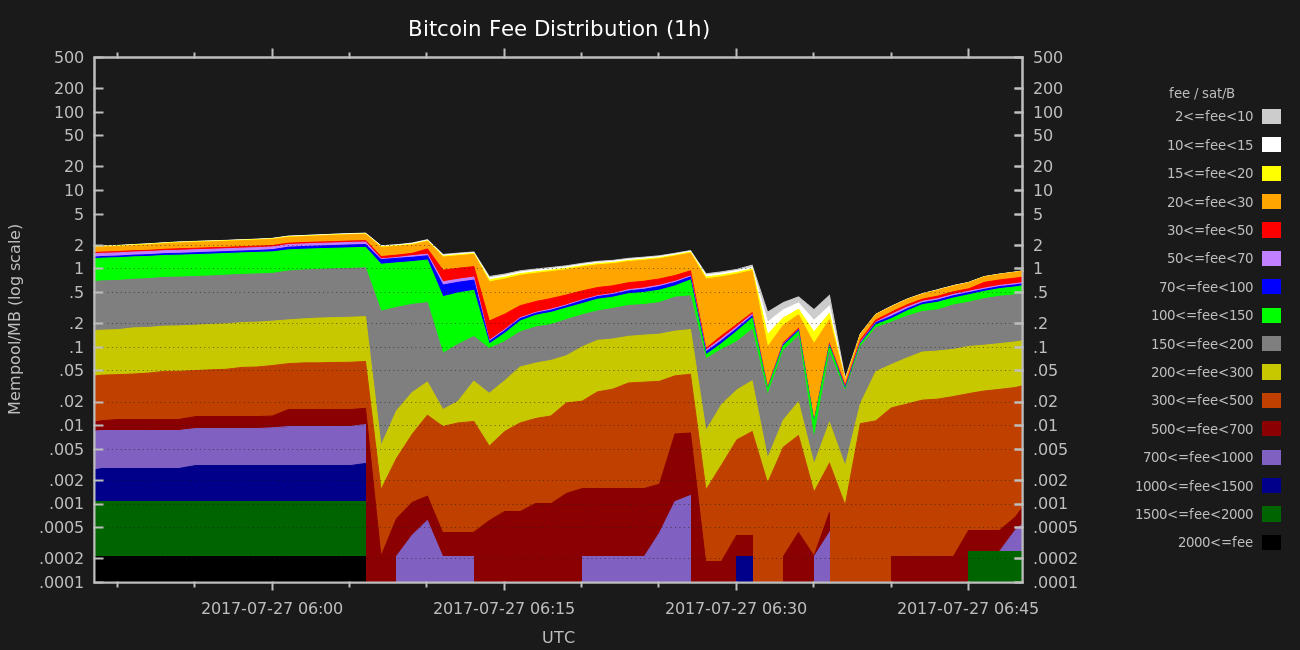 Bitcoin Fee Distribution (1h)
500 500
200 200
100 100
50 50
20 20
10 10
5 5
2 2
1 1
.5 .5
.2 .2
.1 .1
.05 .05
.02 .02
.01 .01
.005 .005
.002 .002
.001 .001
.0005 .0005
.0002 .0002
.0001 .0001
Mempool/MB (log scale)
2017-07-27 06:00 2017-07-27 06:15 2017-07-27 06:30 2017-07-27 06:45
UTC
fee / sat/B
2<=fee<10
10<=fee<15
15<=fee<20
20<=fee<30
30<=fee<50
50<=fee<70
70<=fee<100
100<=fee<150
150<=fee<200
200<=fee<300
300<=fee<500
500<=fee<700
700<=fee<1000
1000<=fee<1500
1500<=fee<2000
2000<=fee